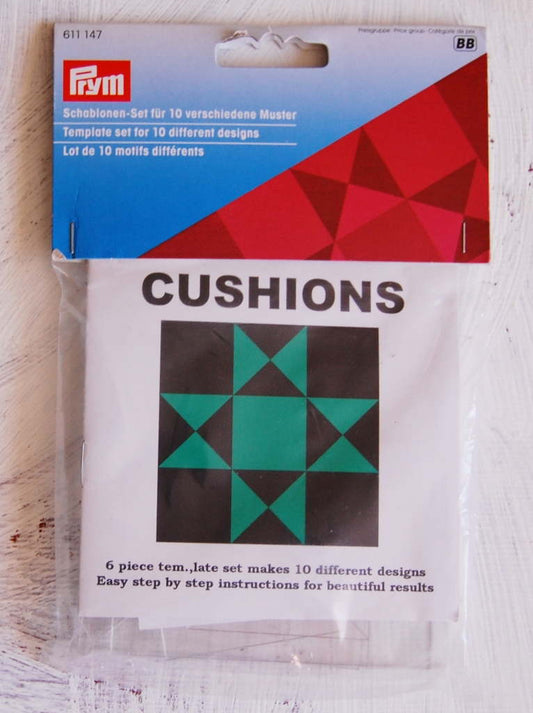 611 147
Preisgruppe · Price group · Catégorie de prix
BB
Prym
Schablonen-Set für 10 verschiedene Muster
Template set for 10 different designs
Lot de 10 motifs différents
CUSHIONS
6 piece tem.,late set makes 10 different designs
Easy step by step instructions for beautiful results